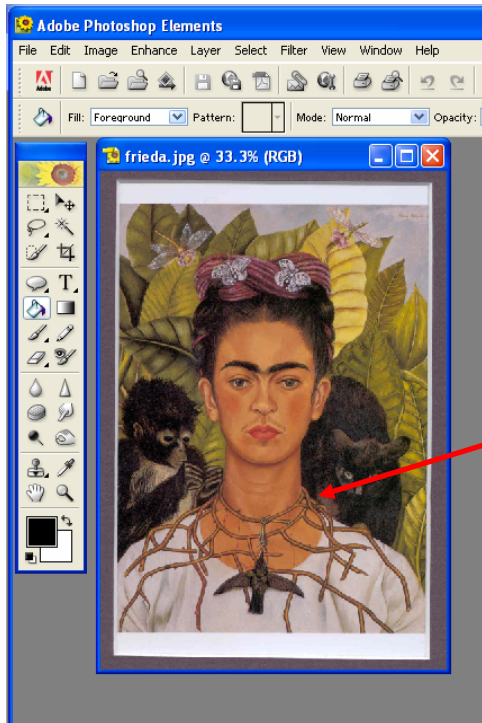 Adobe Photoshop Elements
File Edit Image Enhance Layer Select Filter View Window Help
Adobe
Fill: Foreground Pattern: Mode: Normal Opacity:
frieda.jpg @ 33.3% (RGB)
T